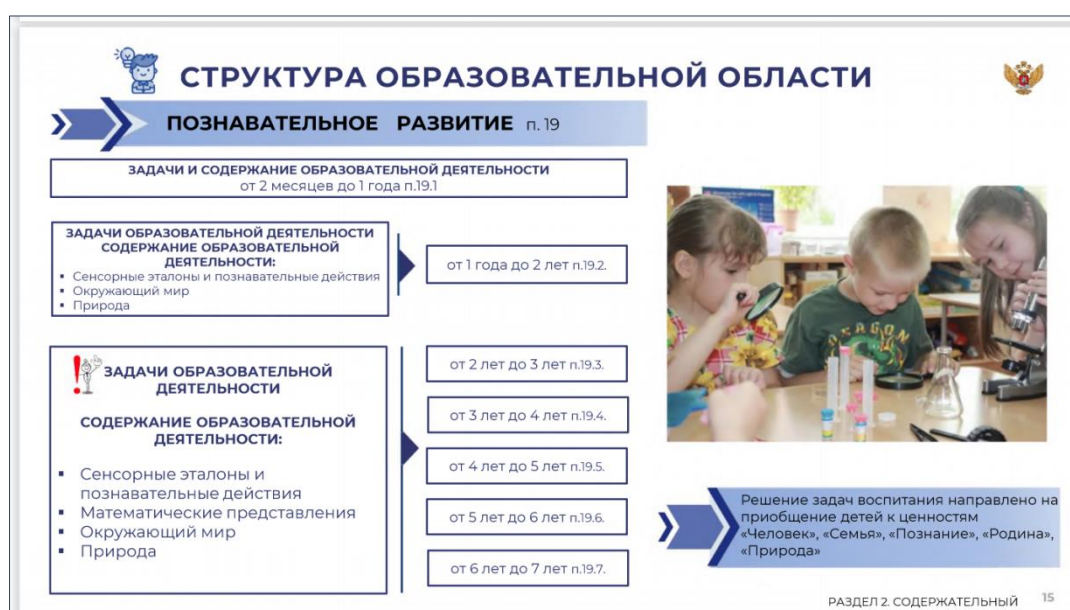 СТРУКТУРА ОБРАЗОВАТЕЛЬНОЙ ОБЛАСТИ
ПОЗНАВАТЕЛЬНОЕ РАЗВИТИЕ п. 19
ЗАДАЧИ И СОДЕРЖАНИЕ ОБРАЗОВАТЕЛЬНОЙ ДЕЯТЕЛЬНОСТИ
от 2 месяцев до 1 года п.19.1
ЗАДАЧИ ОБРАЗОВАТЕЛЬНОЙ ДЕЯТЕЛЬНОСТИ
СОДЕРЖАНИЕ ОБРАЗОВАТЕЛЬНОЙ
ДЕЯТЕЛЬНОСТИ:
▪ Сенсорные эталоны и познавательные действия
▪ Окружающий мир
▪ Природа
от 1 года до 2 лет п.19.2.
ЗАДАЧИ ОБРАЗОВАТЕЛЬНОЙ
ДЕЯТЕЛЬНОСТИ
СОДЕРЖАНИЕ ОБРАЗОВАТЕЛЬНОЙ
ДЕЯТЕЛЬНОСТИ:
▪ Сенсорные эталоны и
познавательные действия
▪ Математические представления
▪ Окружающий мир
▪ Природа
от 2 лет до 3 лет п.19.3.
от 3 лет до 4 лет п.19.4.
от 4 лет до 5 лет п.19.5.
от 5 лет до 6 лет п.19.6.
от 6 лет до 7 лет п.19.7.
DRAGON
Решение задач воспитания направлено на
приобщение детей к ценностям
«Человек», «Семья», «Познание», «Родина»,
«Природа»
РАЗДЕЛ 2. СОДЕРЖАТЕЛЬНЫЙ 15